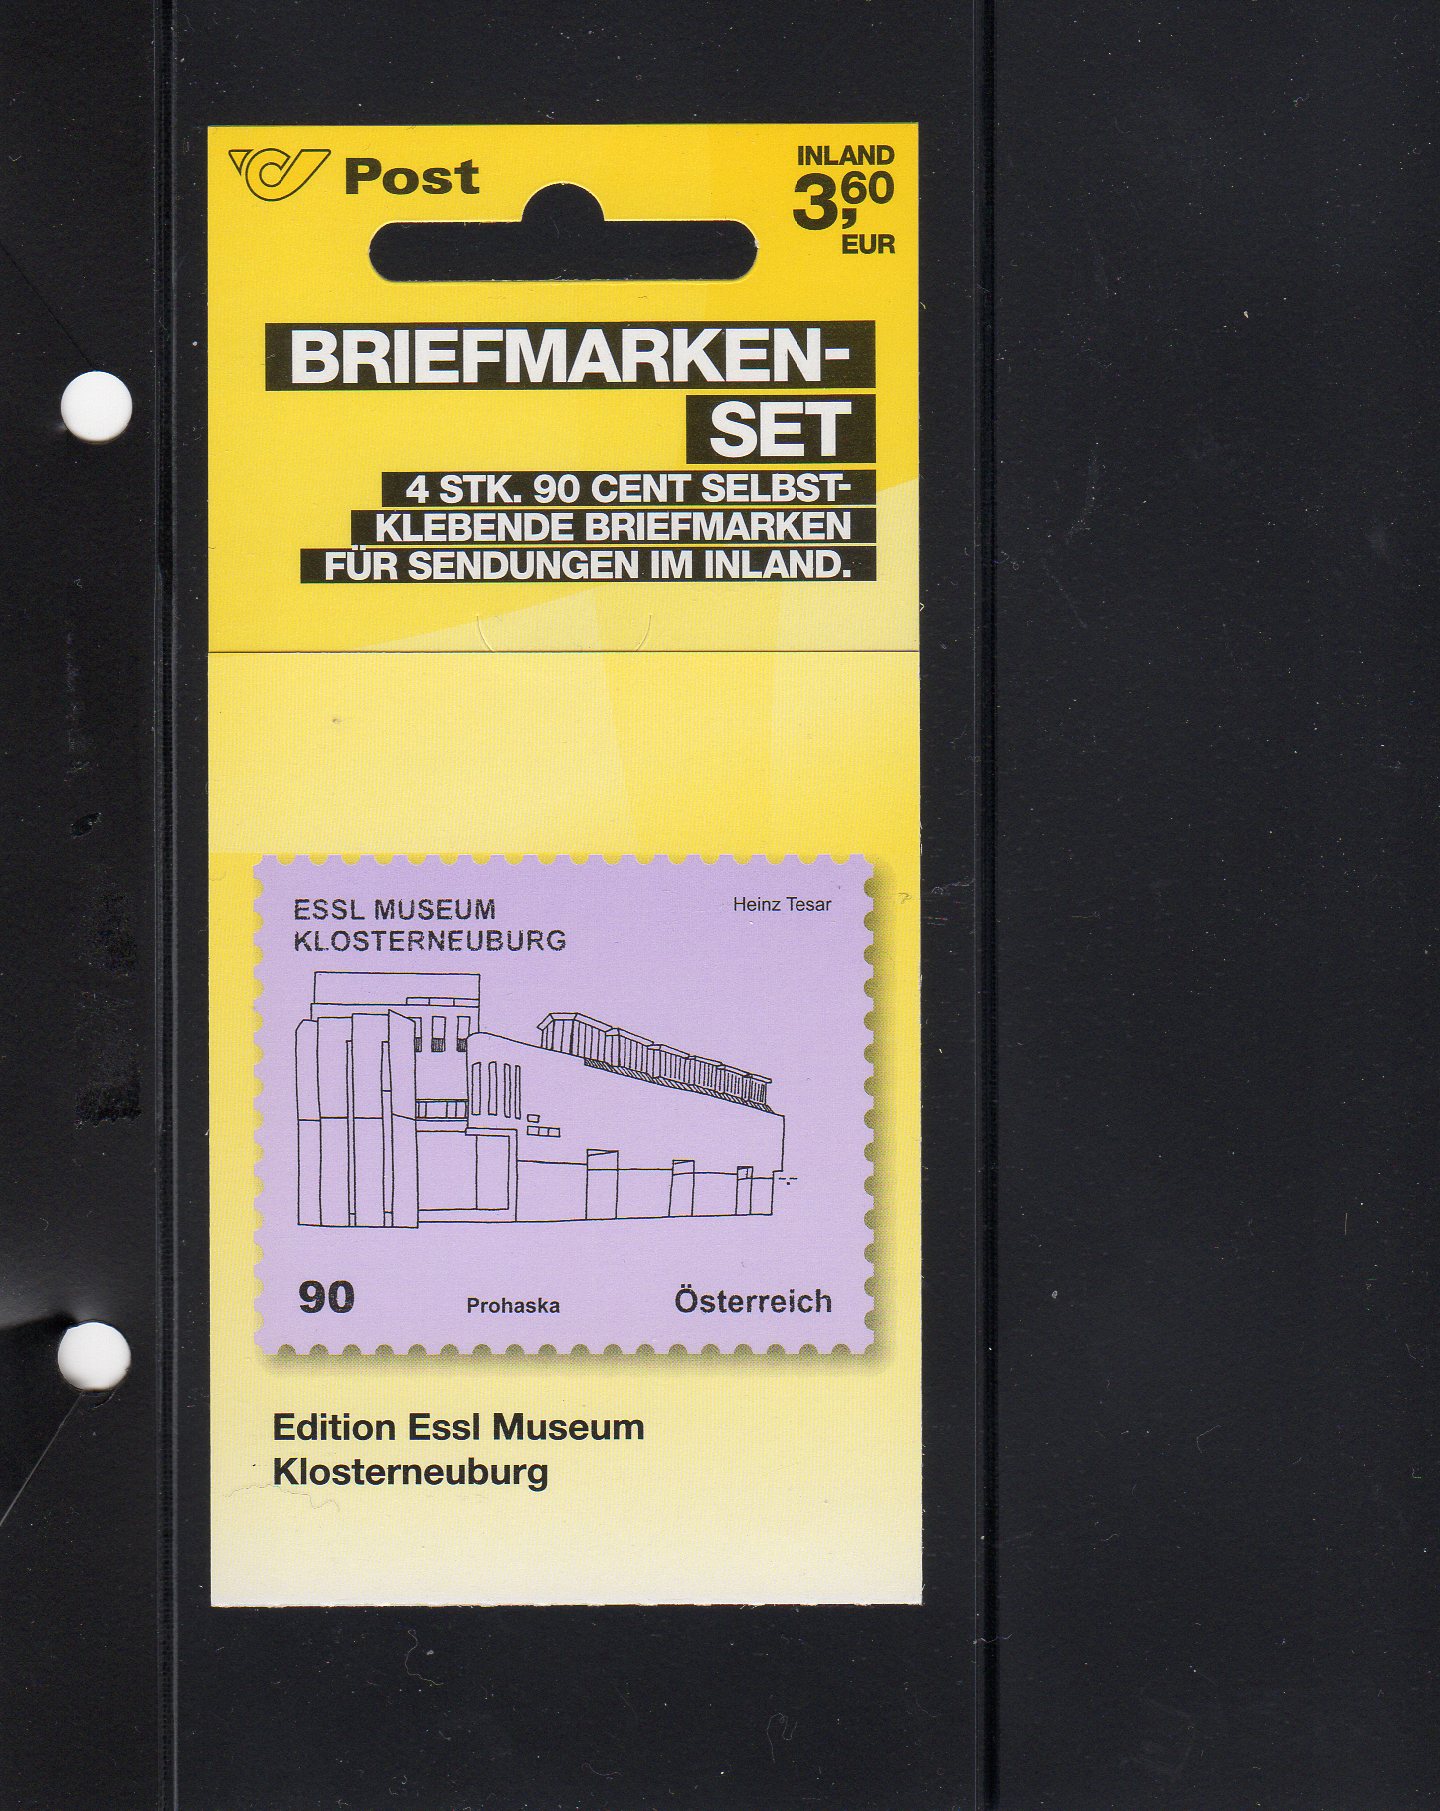 Post
INLAND
3,60
EUR
BRIEFMARKEN-
SET
4 STK. 90 CENT SELBST-
KLEBENDE BRIEFMARKEN
FÜR SENDUNGEN IM INLAND.
ESSL MUSEUM
KLOSTERNEUBURG
Heinz Tesar
90
Prohaska
Österreich
Edition Essl Museum
Klosterneuburg